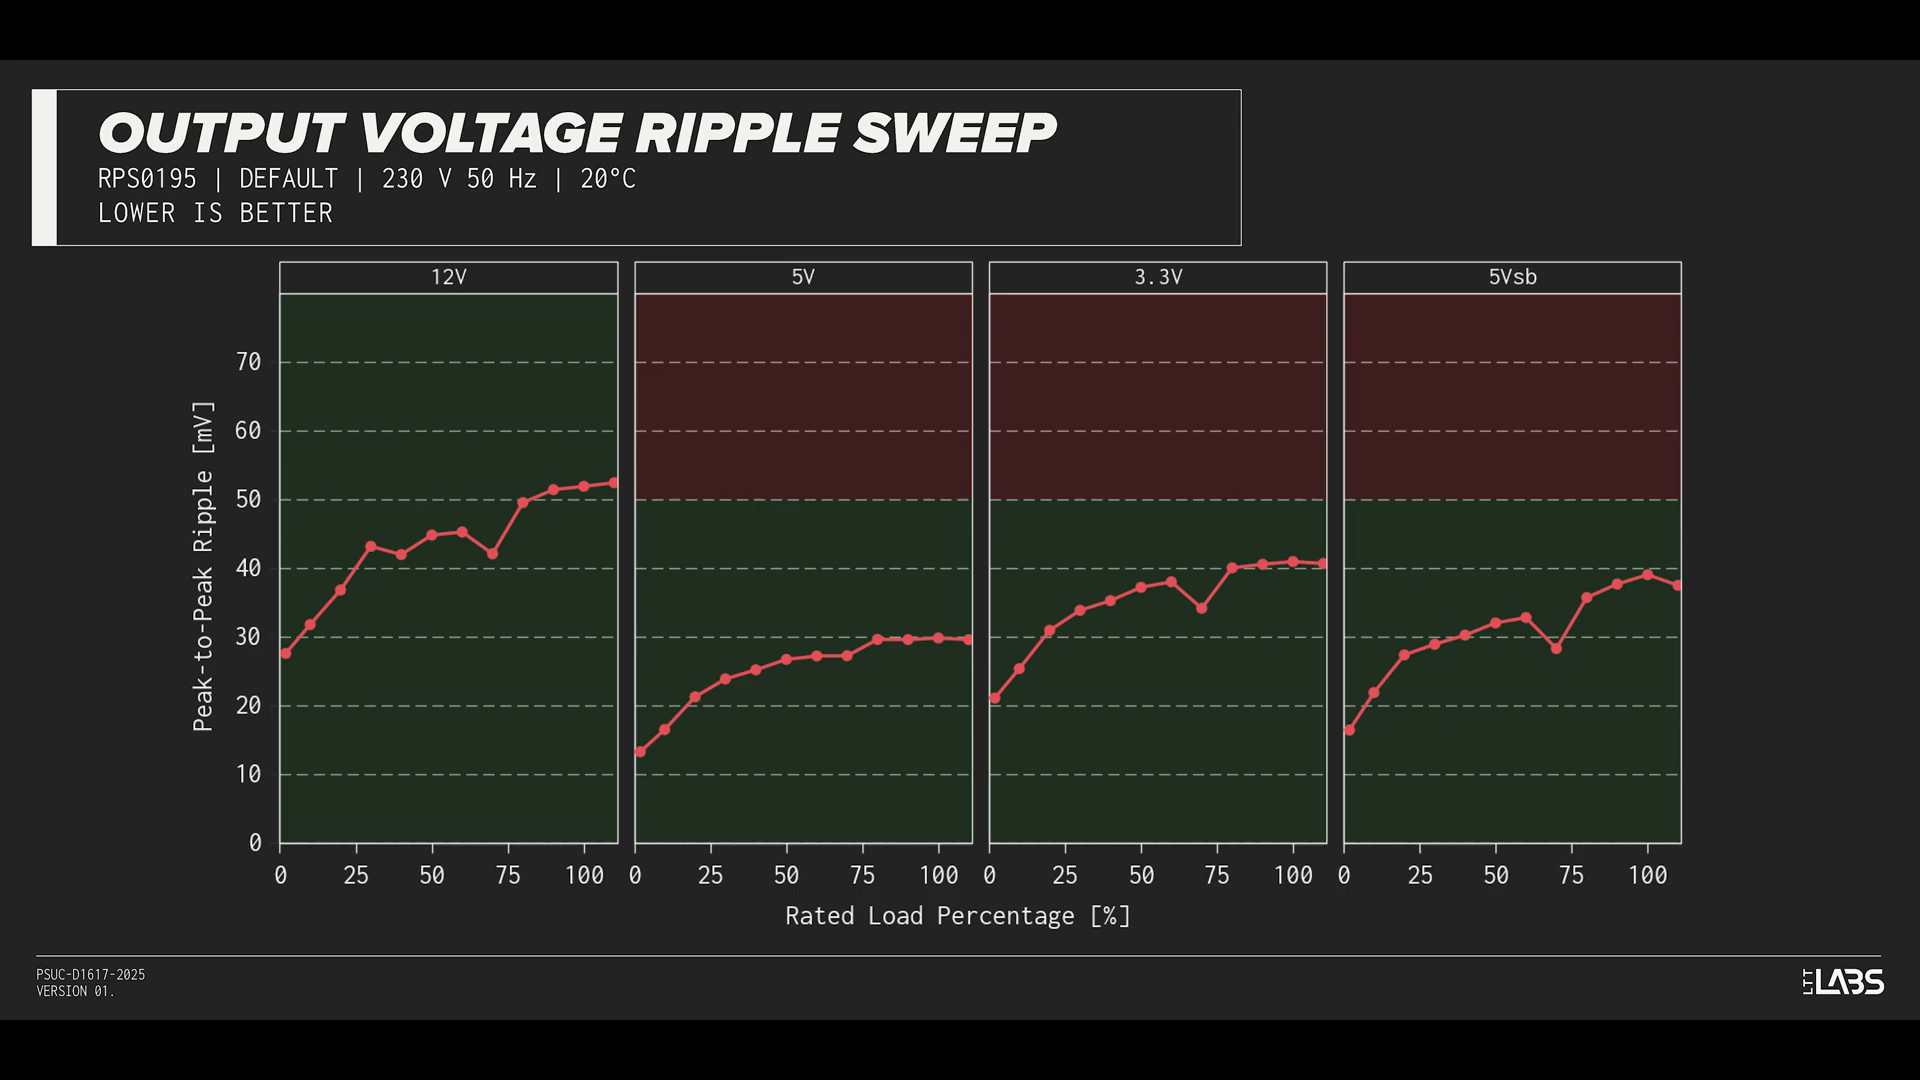 OUTPUT VOLTAGE RIPPLE SWEEP
RPS0195 | DEFAULT | 230 V 50 Hz | 20°C
LOWER IS BETTER
12V
5V
3.3V
5Vsb
Peak-to-Peak Ripple [mV]
70
60
50
40
30
20
10
0
0 25 50 75 100
0 25 50 75 100
0 25 50 75 100
0 25 50 75 100
Rated Load Percentage [%]
PSUC-D1617-2025
VERSION 01.
LTT LABS